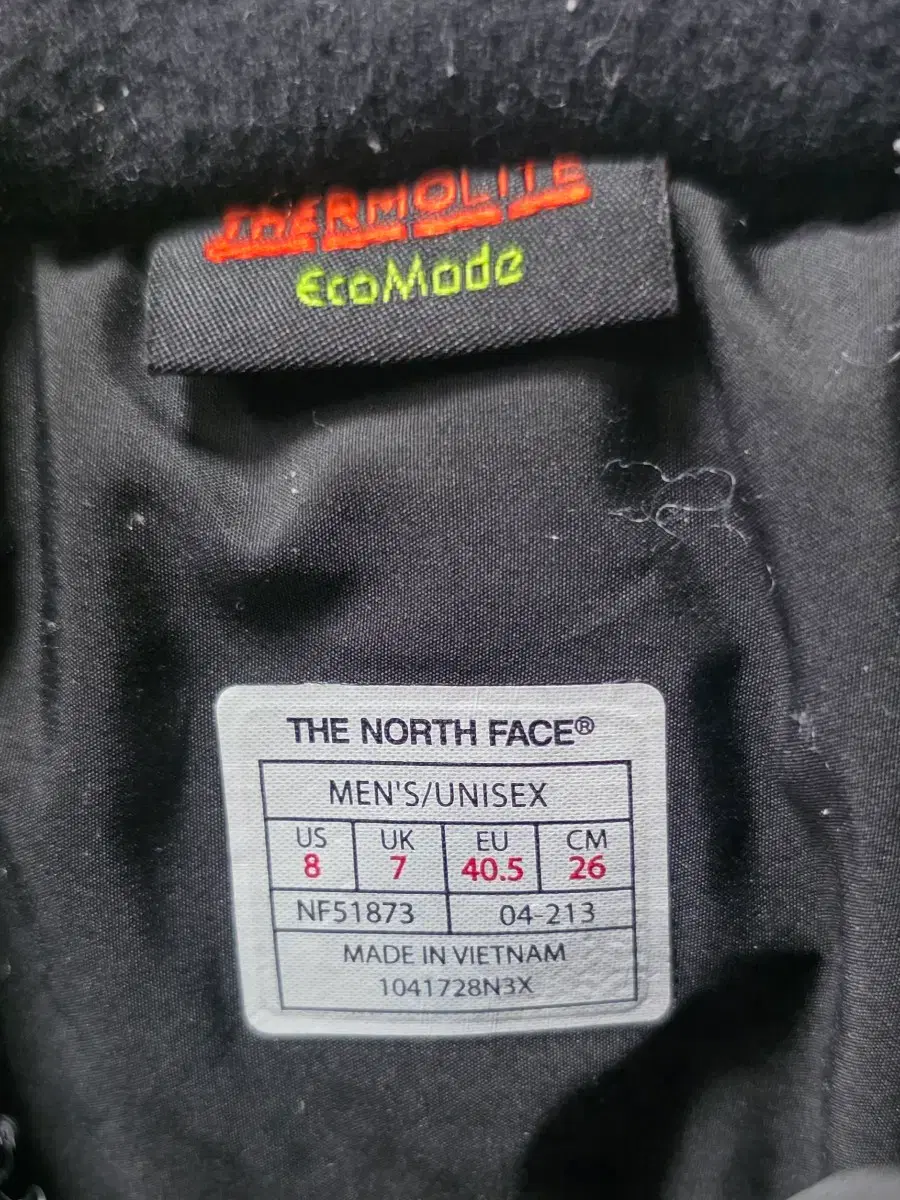 THERMOLITE
EcoMade
THE NORTH FACE®
MEN'S/UNISEX
US UK EU CM
8 7 40.5 26
NF51873 04-213
MADE IN VIETNAM
1041728N3X